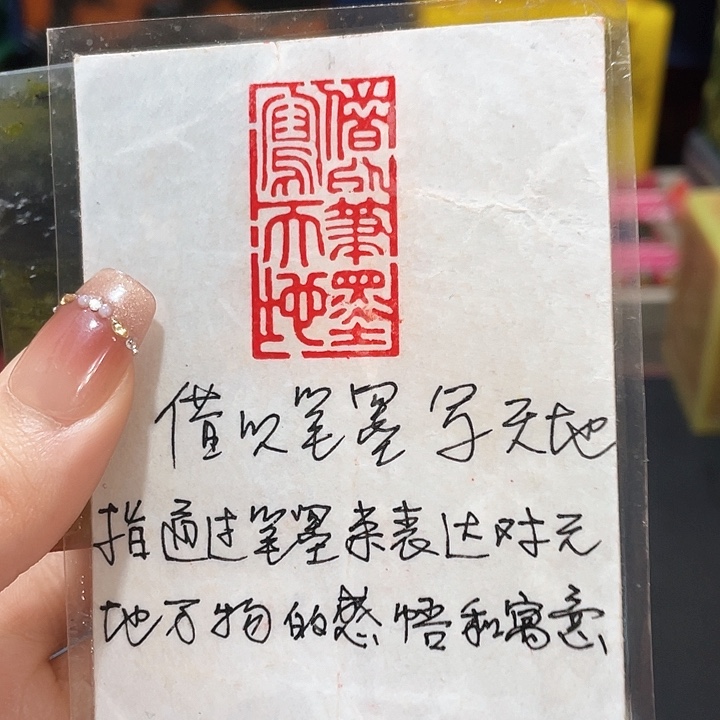 借以筆墨
寫天地
借以笔墨写天地
指通过笔墨来表达对天
地万物的感悟和寓意